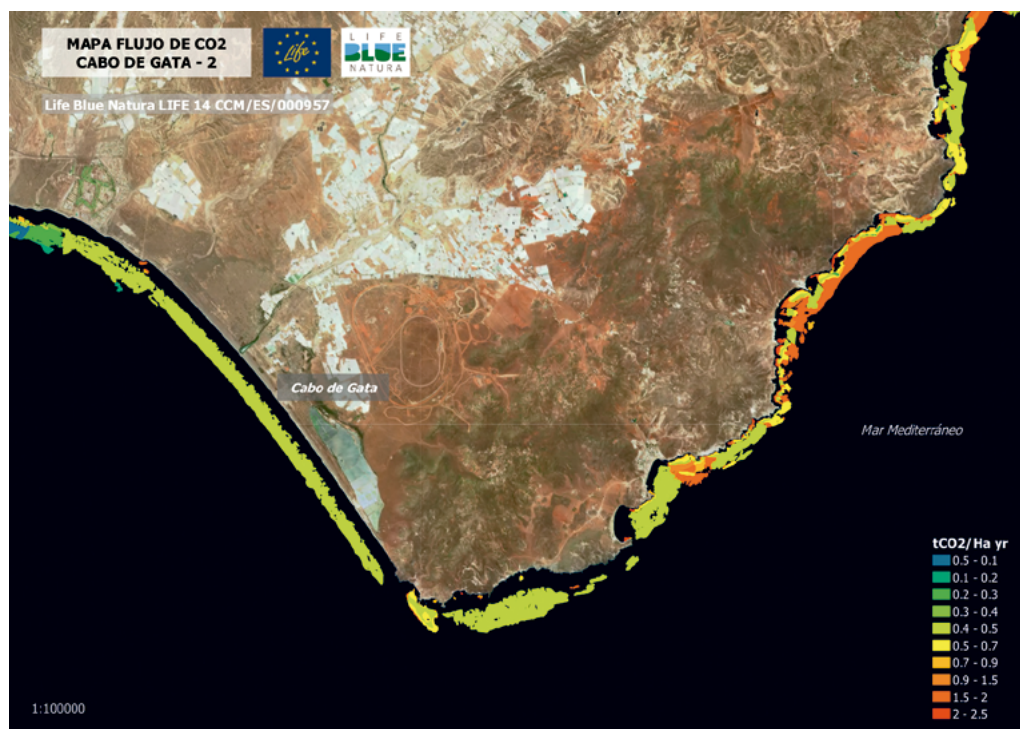 MAPA FLUJO DE CO2
CABO DE GATA - 2
Life
LIFE
BLUE
NATURA
Life Blue Natura LIFE 14 CCM/ES/000957
Cabo de Gata
Mar Mediterráneo
tCO2/Ha yr
0.5 - 0.1
0.1 - 0.2
0.2 - 0.3
0.3 - 0.4
0.4 - 0.5
0.5 - 0.7
0.7 - 0.9
0.9 - 1.5
1.5 - 2
2 - 2.5
1:100000